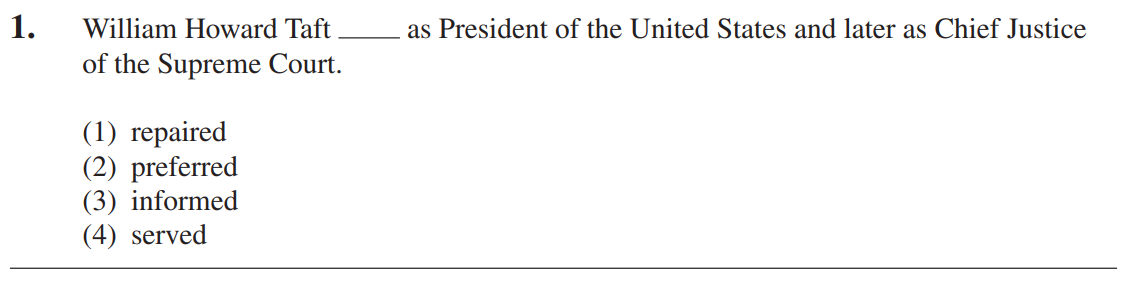 1. William Howard Taft _____ as President of the United States and later as Chief Justice
of the Supreme Court.
(1) repaired
(2) preferred
(3) informed
(4) served